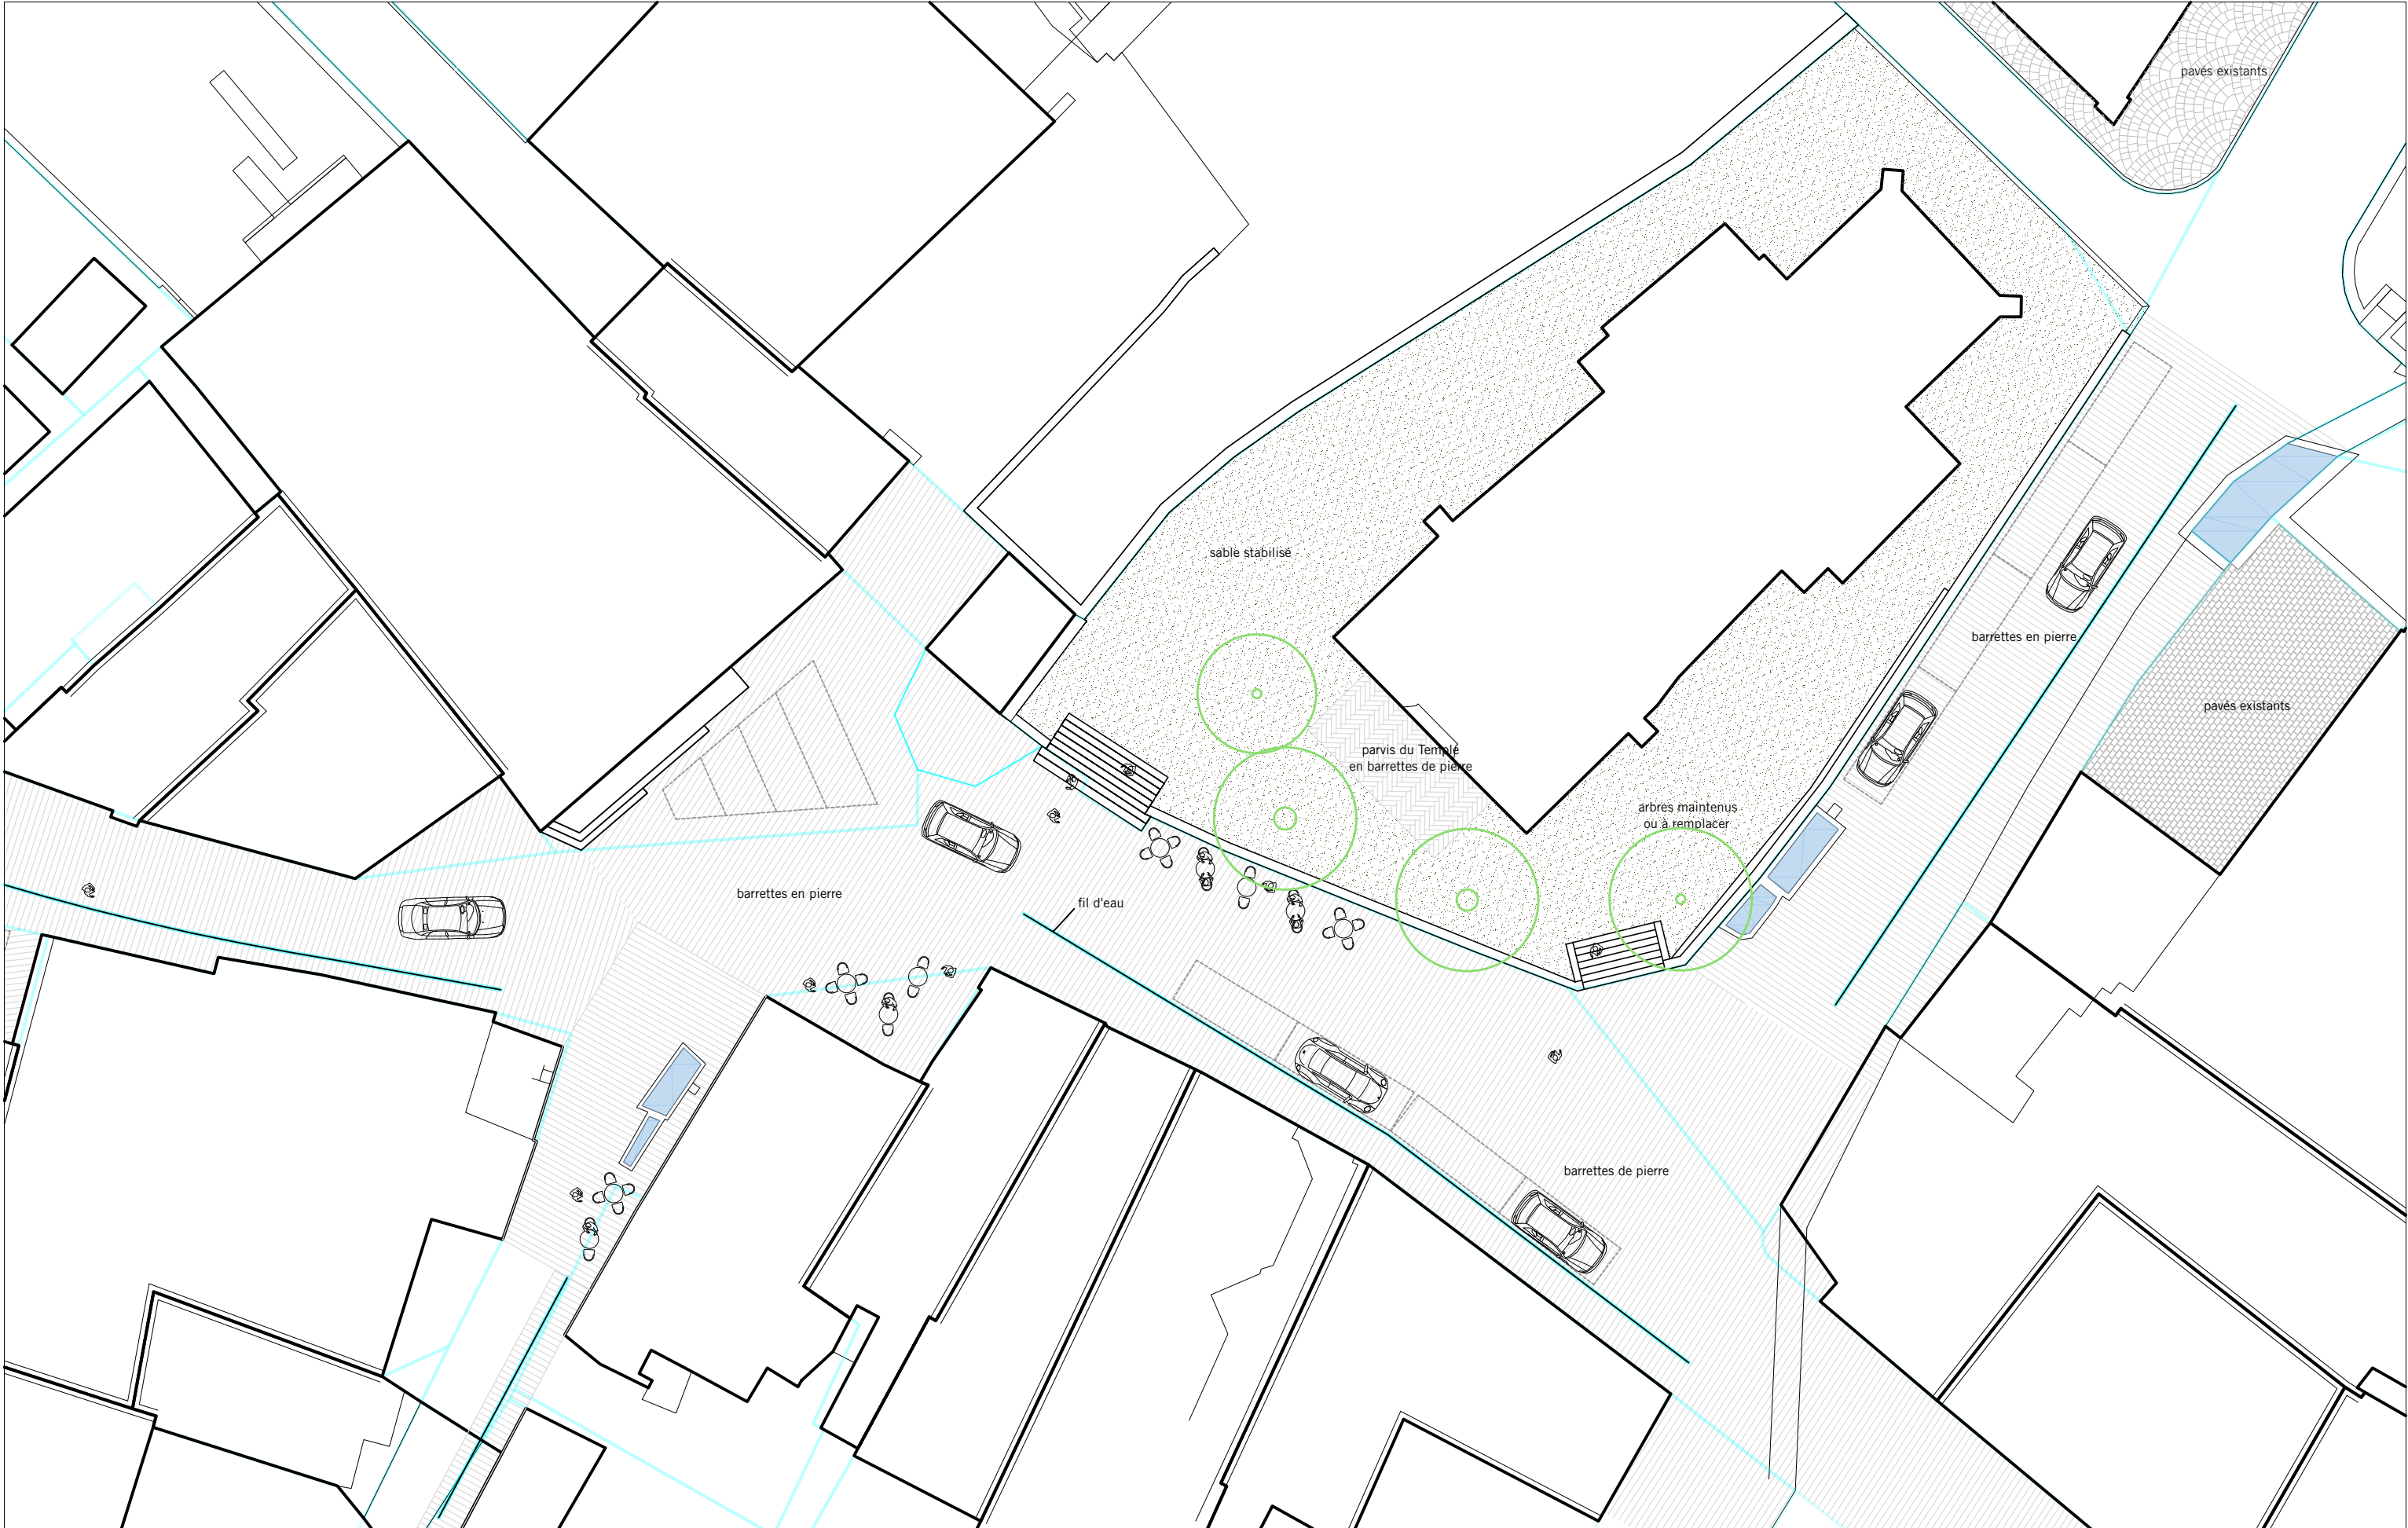 pavés existants
sable stabilisé
barrettes en pierre
pavés existants
parvis du Temple
en barrettes de pierre
arbres maintenus
ou à remplacer
barrettes en pierre
fil d'eau
barrettes de pierre